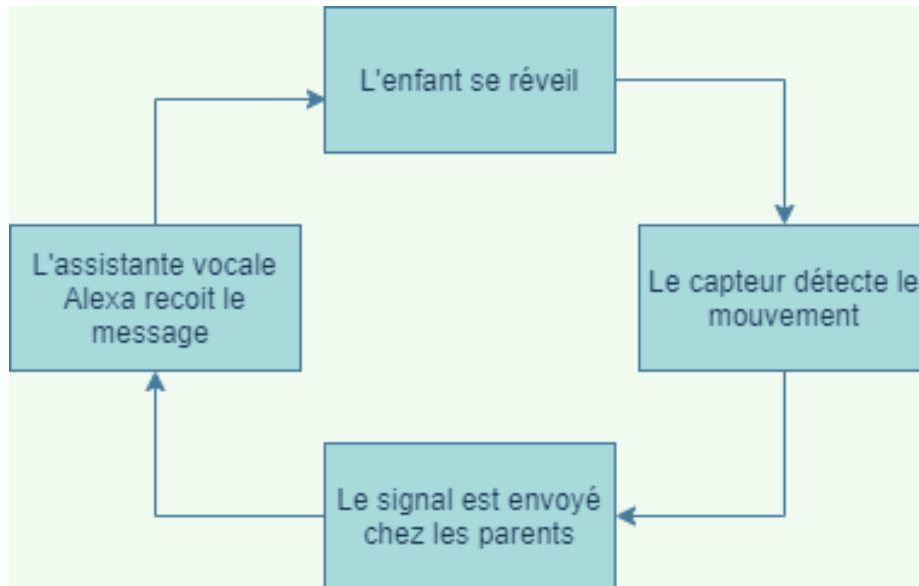 L'enfant se réveil
Le capteur détecte le
mouvement
Le signal est envoyé
chez les parents
L'assistante vocale
Alexa recoit le
message